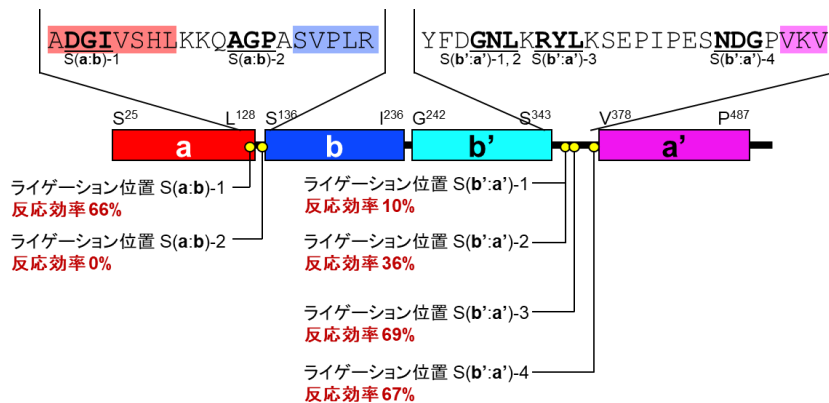 ADGIVSHLKKQAGPASVPLR
S(a:b)-1
S(a:b)-2
YFDGNLKRYLKSEPIPESNDGPVKV
S(b':a')-1, 2
S(b':a')-3
S(b':a')-4
S25
L128
S136
I236
G242
S343
V378
P487
a
b
b'
a'
ライゲーション位置 S(a:b)-1
反応効率66%
ライゲーション位置 S(a:b)-2
反応効率0%
ライゲーション位置 S(b':a')-1
反応効率10%
ライゲーション位置 S(b':a')-2
反応効率36%
ライゲーション位置 S(b':a')-3
反応効率69%
ライゲーション位置 S(b':a')-4
反応効率67%